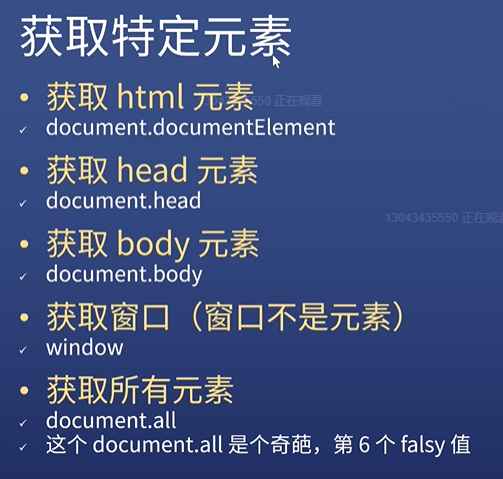 获取特定元素
• 获取 html 元素
✓ document.documentElement
• 获取 head 元素
✓ document.head
• 获取 body 元素
✓ document.body
• 获取窗口（窗口不是元素）
✓ window
• 获取所有元素
✓ document.all
✓ 这个 document.all 是个奇葩，第 6 个 falsy 值
550 正在观看
13043435550 正在观